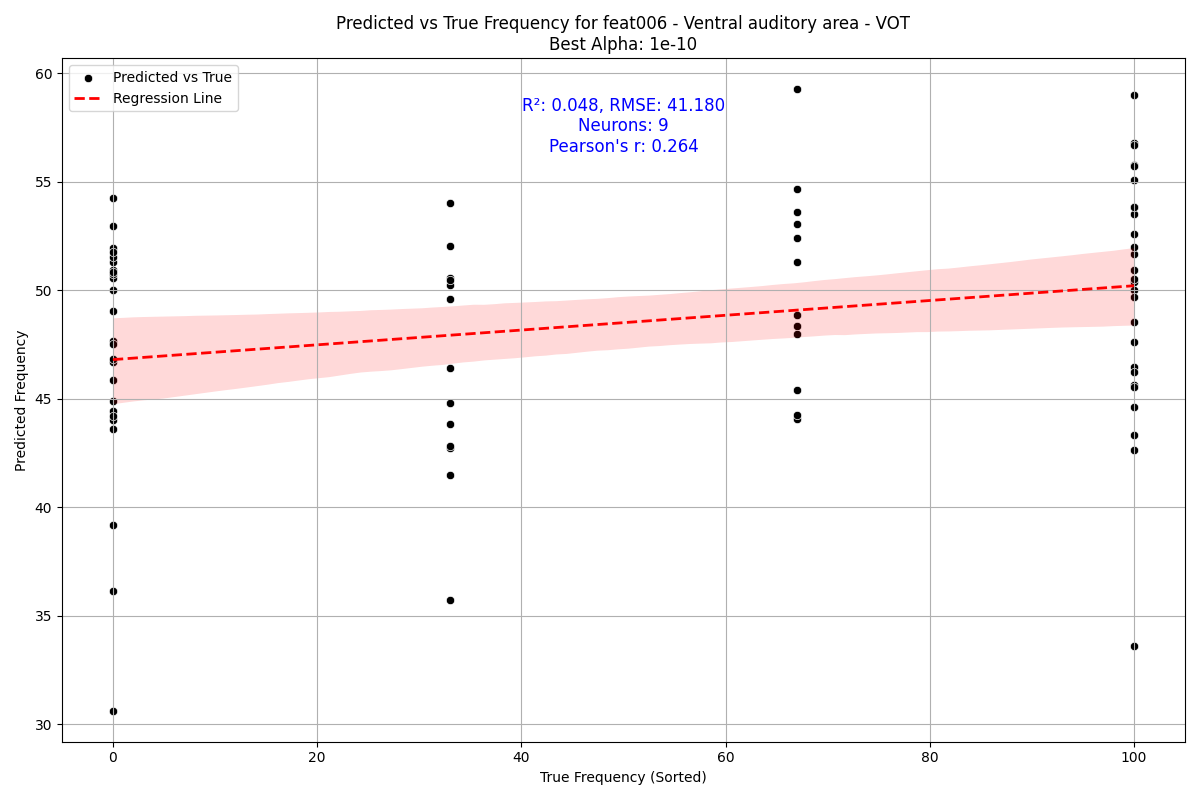 Predicted vs True Frequency for feat006 - Ventral auditory area - VOT
Best Alpha: 1e-10
Predicted vs True
Regression Line
R²: 0.048, RMSE: 41.180
Neurons: 9
Pearson's r: 0.264
60
55
50
45
40
35
30
Predicted Frequency
0
20
40
60
80
100
True Frequency (Sorted)